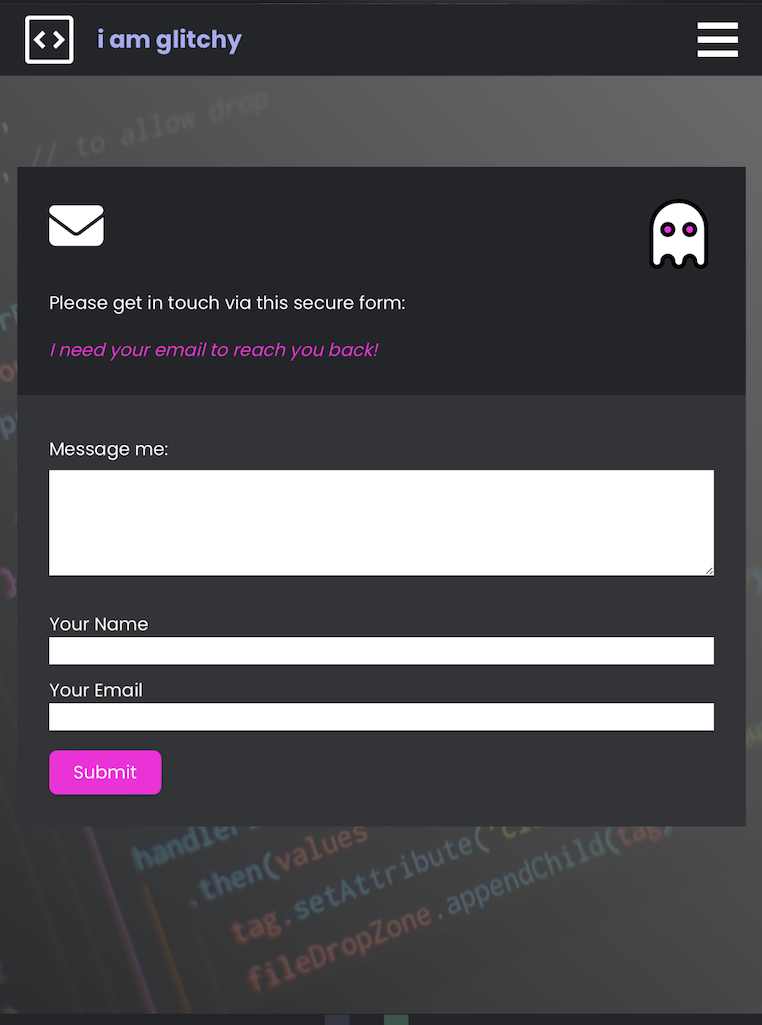 i am glitchy
// to allow drop
Please get in touch via this secure form:
I need your email to reach you back!
Message me:
Your Name
Your Email
Submit
.then(values
tag.setAttribute(
fileDropZone.appendChild(tag)